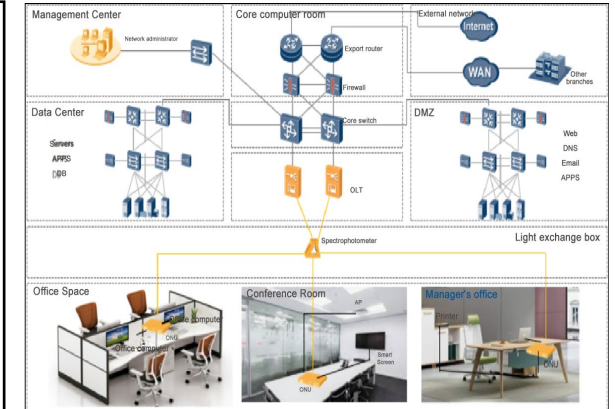 Management Center
Network administrator
Core computer room
Export router
Firewall
Core switch
External network
Internet
WAN
Other
branches
Data Center
Servers
APPS
DB
DMZ
Web
DNS
Email
APPS
OLT
Spectrophotometer
Light exchange box
Office Space
Office computer
Office computer
Conference Room
AP
Smart
Screen
ONU
Manager's office
Printer
ONU